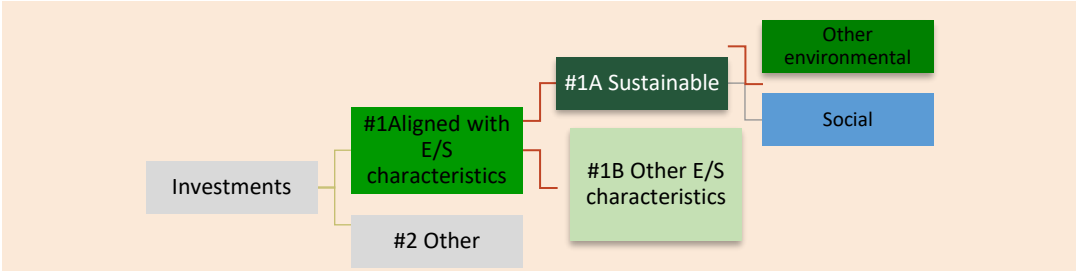 Investments
#1Aligned with
E/S
characteristics
#2 Other
#1A Sustainable
#1B Other E/S
characteristics
Other
environmental
Social